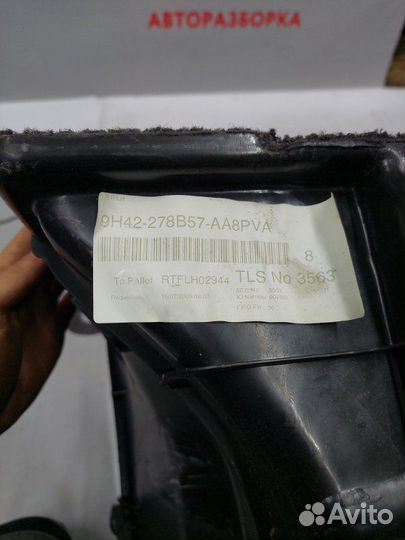 АВТОРАЗБОРКА
9H42-278B57-AA8PVA
8
To Pallet RTFLH02944 TLS No 3563
Avito